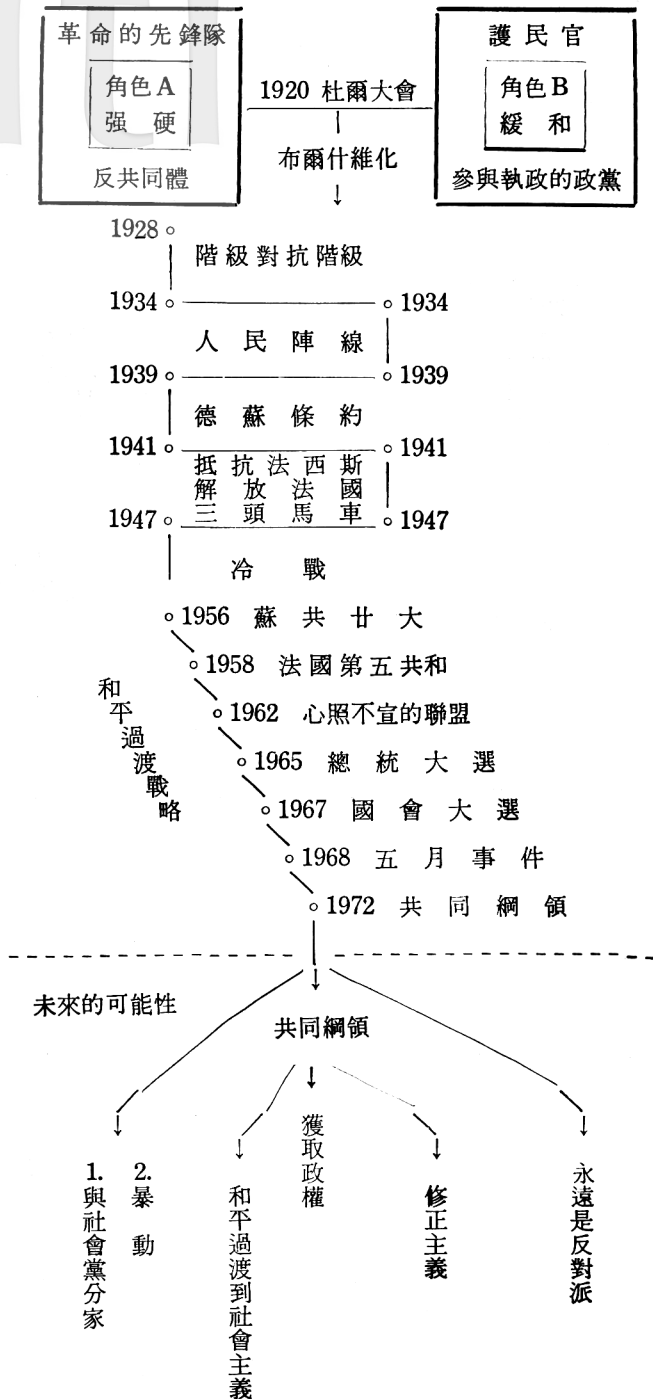 革命的先鋒隊
角色A
强硬
反共同體
1920 杜爾大會
布爾什維化
護民官
角色B
緩和
參與執政的政黨
1928
階級對抗階級
1934 1934
人民陣線
1939 1939
德蘇條約
1941 1941
抵抗法西斯
解放法國
三頭馬車
1947 1947
冷戰
1956 蘇共廿大
1958 法國第五共和
1962 心照不宣的聯盟
1965 總統大選
1967 國會大選
1968 五月事件
1972 共同綱領
和平過渡戰略
未來的可能性
共同綱領
1.與社會黨分家
2.暴動
和平過渡到社會主義
獲取政權
修正主義
永遠是反對派